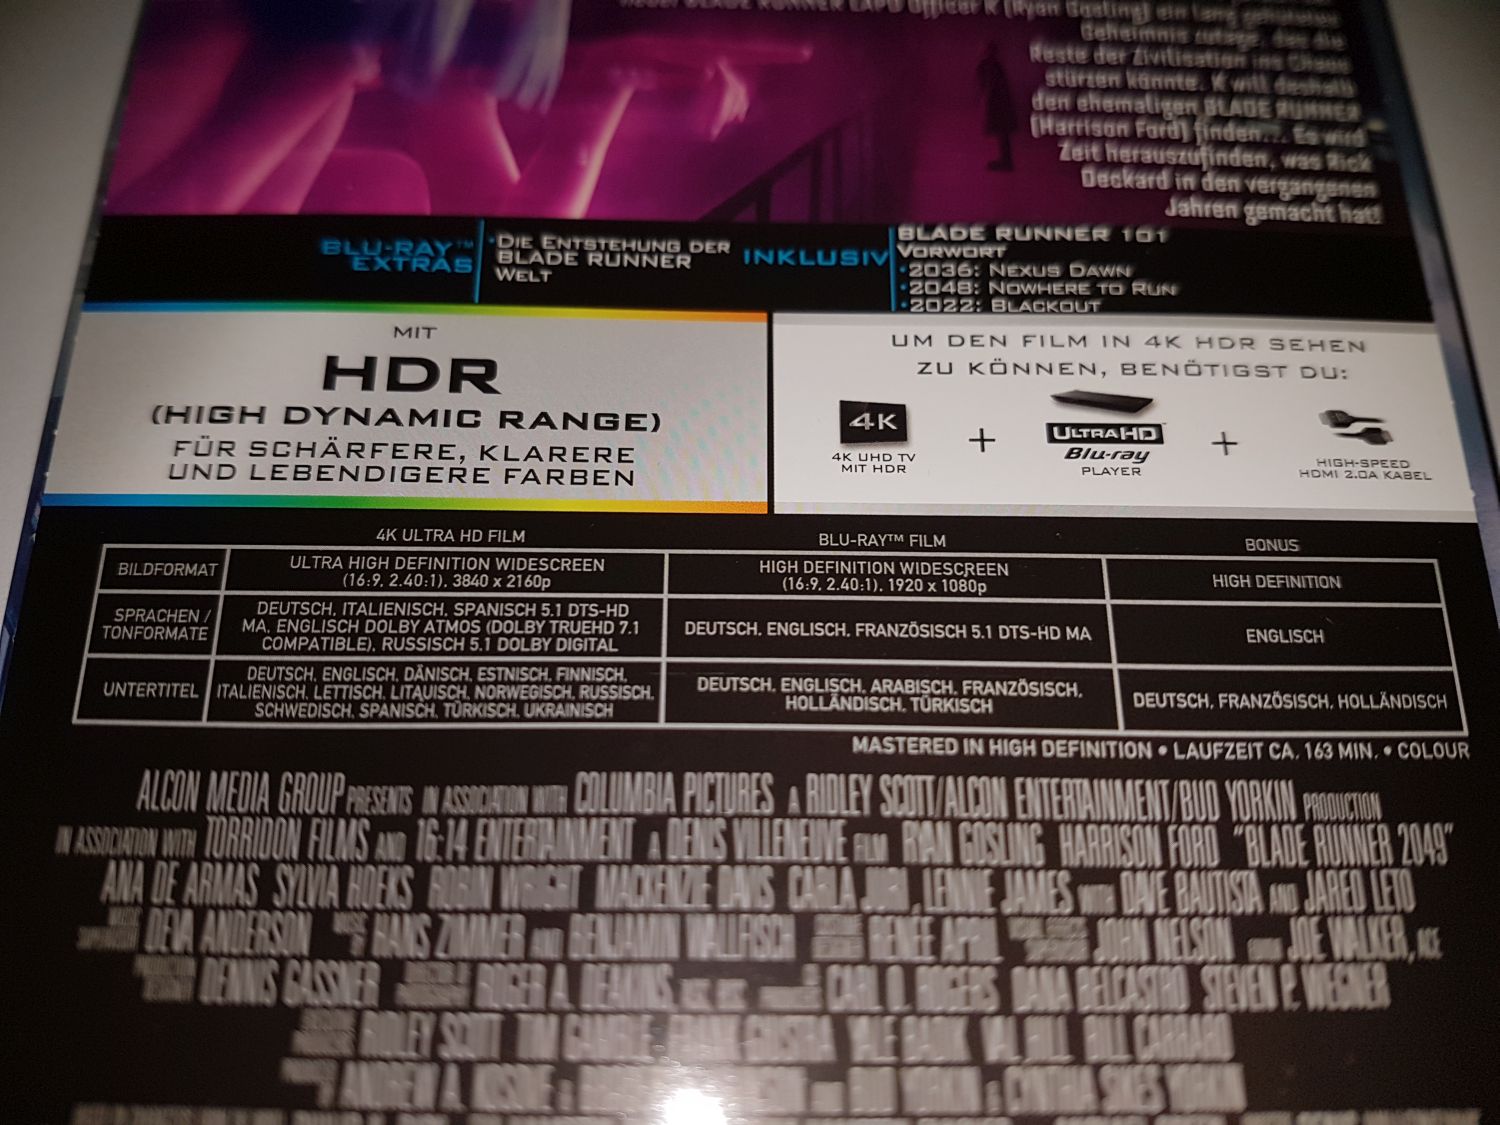 NEUER BLADE RUNNER LAPD Officer K (Ryan Gosling) ein lang gehütetes
Geheimnis zutage, das die
Reste der Zivilisation ins Chaos
stürzen könnte. K will deshalb
den ehemaligen BLADE RUNNER
(Harrison Ford) finden... Es wird
Zeit herauszufinden, was Rick
Deckard in den vergangenen
Jahren gemacht hat!
BLU-RAY™ EXTRAS
• DIE ENTSTEHUNG DER
BLADE RUNNER
WELT
INKLUSIV
BLADE RUNNER 101
VORWORT
• 2036: NEXUS DAWN
• 2048: NOWHERE TO RUN
• 2022: BLACKOUT
MIT
HDR
(HIGH DYNAMIC RANGE)
FÜR SCHÄRFERE, KLARERE
UND LEBENDIGERE FARBEN
UM DEN FILM IN 4K HDR SEHEN
ZU KÖNNEN, BENÖTIGST DU:
4K
4K UHD TV
MIT HDR
+
ULTRA HD
Blu-ray
PLAYER
+
HIGH-SPEED
HDMI 2.0A KABEL
4K ULTRA HD FILM
BLU-RAY™ FILM
BONUS
BILDFORMAT
ULTRA HIGH DEFINITION WIDESCREEN
(16:9, 2.40:1), 3840 x 2160p
HIGH DEFINITION WIDESCREEN
(16:9, 2.40:1), 1920 x 1080p
HIGH DEFINITION
SPRACHEN /
TONFORMATE
DEUTSCH, ITALIENISCH, SPANISCH 5.1 DTS-HD
MA, ENGLISCH DOLBY ATMOS (DOLBY TRUEHD 7.1
COMPATIBLE), RUSSISCH 5.1 DOLBY DIGITAL
DEUTSCH, ENGLISCH, FRANZÖSISCH 5.1 DTS-HD MA
ENGLISCH
UNTERTITEL
DEUTSCH, ENGLISCH, DÄNISCH, ESTNISCH, FINNISCH,
ITALIENISCH, LETTISCH, LITAUISCH, NORWEGISCH, RUSSISCH,
SCHWEDISCH, SPANISCH, TÜRKISCH, UKRAINISCH
DEUTSCH, ENGLISCH, ARABISCH, FRANZÖSISCH,
HOLLÄNDISCH, TÜRKISCH
DEUTSCH, FRANZÖSISCH, HOLLÄNDISCH
MASTERED IN HIGH DEFINITION • LAUFZEIT CA. 163 MIN. • COLOUR
ALCON MEDIA GROUP PRESENTS IN ASSOCIATION WITH COLUMBIA PICTURES A RIDLEY SCOTT/ALCON ENTERTAINMENT/BUD YORKIN PRODUCTION
IN ASSOCIATION WITH TORRIDON FILMS AND 16:14 ENTERTAINMENT A DENIS VILLENEUVE FILM RYAN GOSLING HARRISON FORD "BLADE RUNNER 2049"
ANA DE ARMAS SYLVIA HOEKS ROBIN WRIGHT MACKENZIE DAVIS CARLA JURI, LENNIE JAMES WITH DAVE BAUTISTA AND JARED LETO
DEVA ANDERSON HANS ZIMMER AND BENJAMIN WALLFISCH RENÉE APRIL JOHN NELSON JOE WALKER, ACE
DENNIS GASSNER ROGER A. DEAKINS CARL O. ROGERS DANA BELCASTRO STEVEN P. WEGNER
RIDLEY SCOTT TIM GAMBLE FRANK GIUSTRA YALE BADIK VAL HILL BILL CARRARO
ANDREW A. KOSOVE BUD YORKIN CYNTHIA SIKES YORKIN